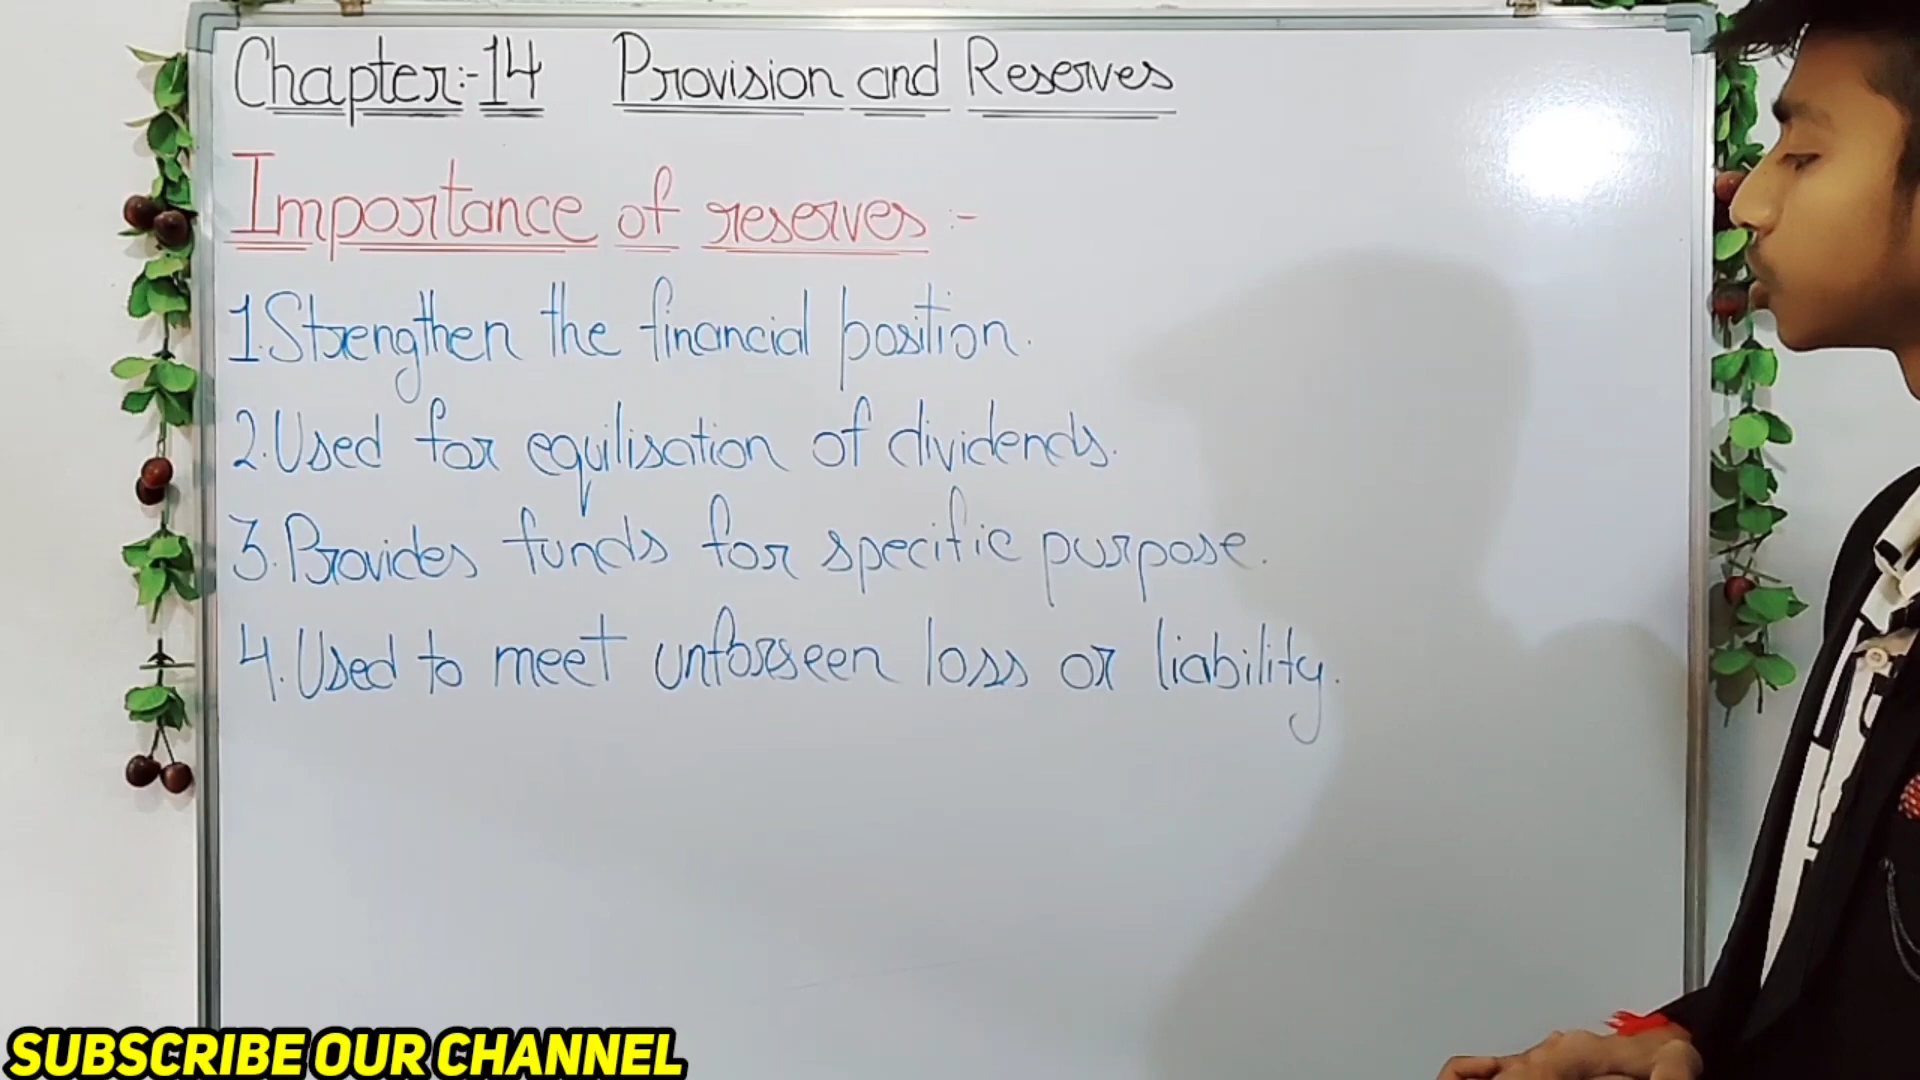 Chapter:-14 Provision and Reserves
Importance of reserves :-
1.Strengthen the financial position.
2.Used for equilisation of dividends.
3.Provides funds for specific purpose.
4.Used to meet unforseen loss or liability.
SUBSCRIBE OUR CHANNEL